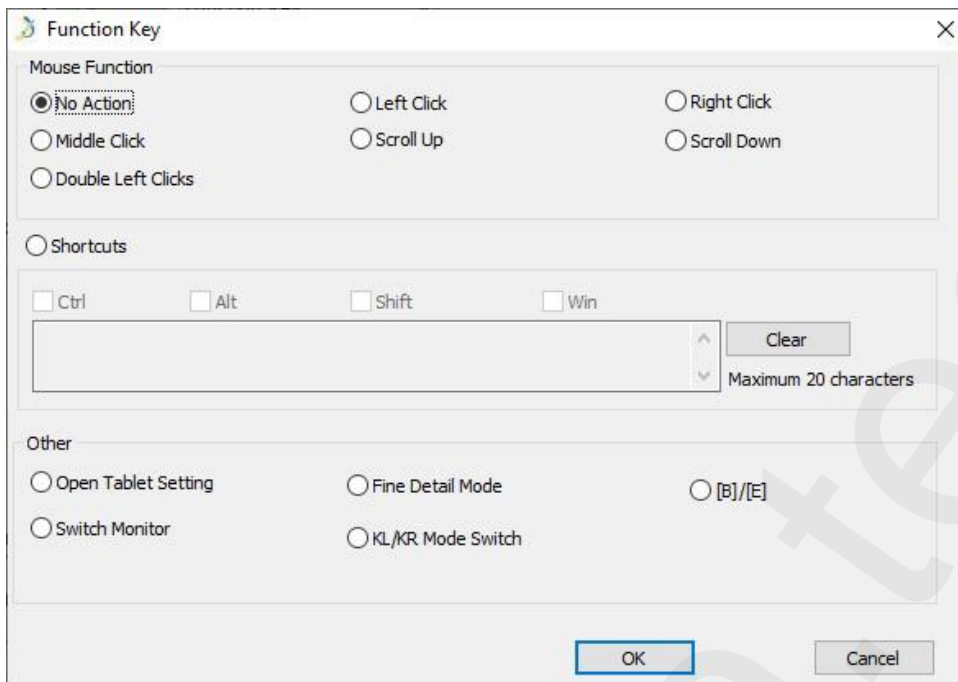 Function Key
Mouse Function
No Action Left Click Right Click
Middle Click Scroll Up Scroll Down
Double Left Clicks
Shortcuts
Ctrl Alt Shift Win
Clear
Maximum 20 characters
Other
Open Tablet Setting Fine Detail Mode [B]/[E]
Switch Monitor KL/KR Mode Switch
OK Cancel